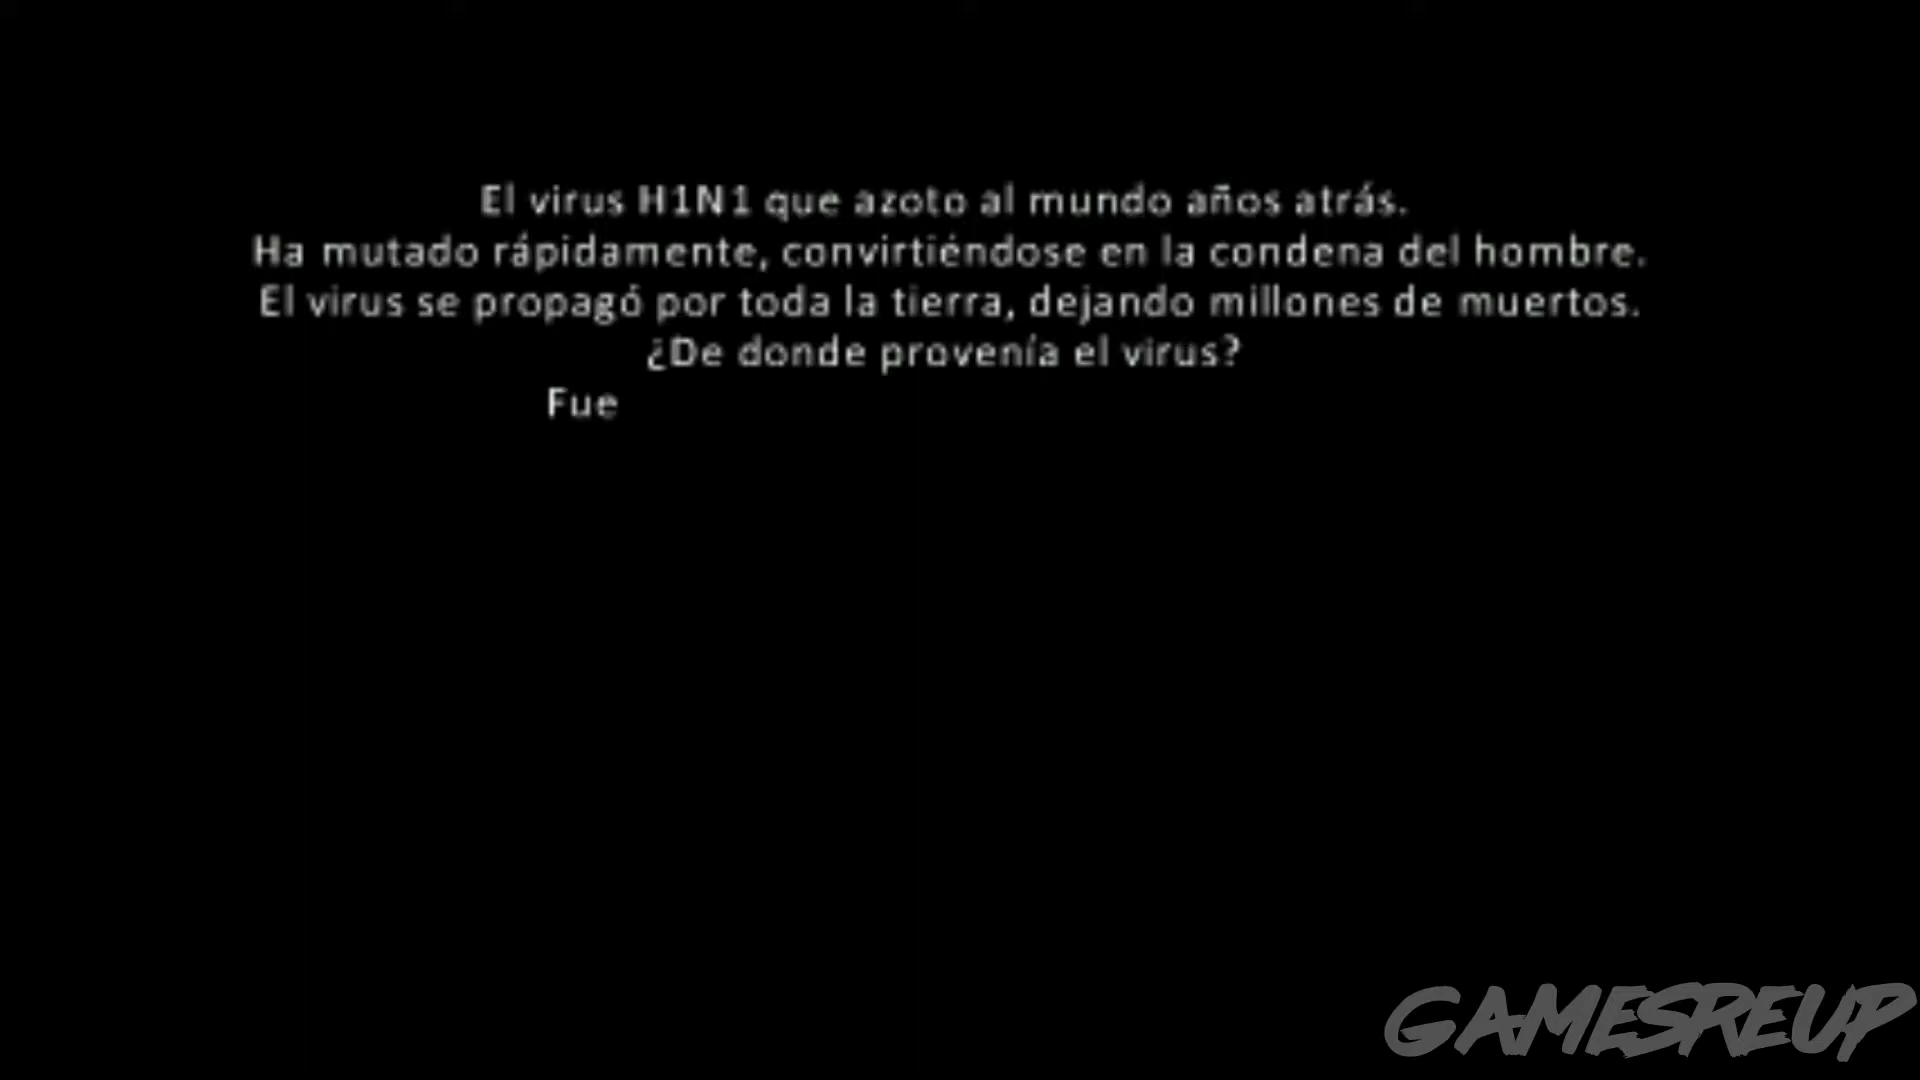 El virus H1N1 que azoto al mundo años atrás.
Ha mutado rápidamente, convirtiéndose en la condena del hombre.
El virus se propagó por toda la tierra, dejando millones de muertos.
¿De donde provenía el virus?
Fue
GAMESREUP